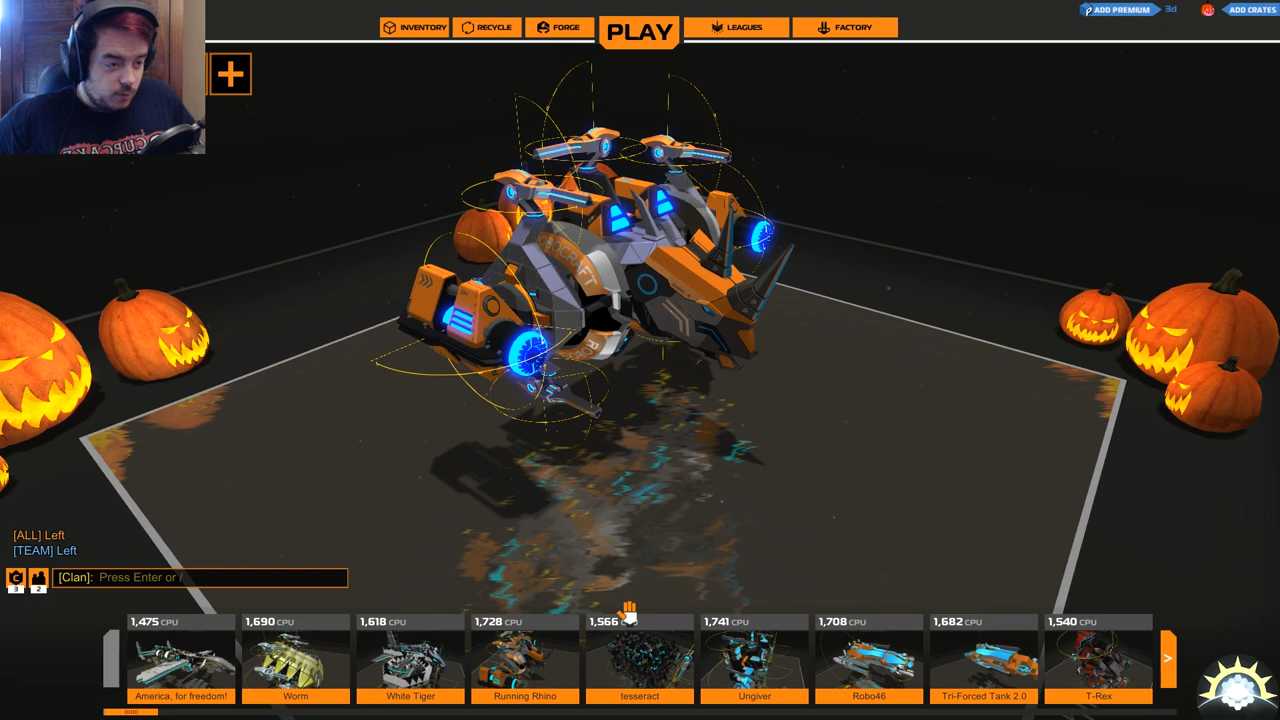 INVENTORY
RECYCLE
FORGE
PLAY
LEAGUES
FACTORY
ADD PREMIUM
3d
ADD CRATES
[ALL] Left
[TEAM] Left
3
2
[Clan]: Press Enter or /
1,475 CPU
1,690 CPU
1,618 CPU
1,728 CPU
1,566
1,741 CPU
1,708 CPU
1,682 CPU
1,540 CPU
America, for freedom!
Worm
White Tiger
Running Rhino
tesseract
Ungiver
Robo46
Tri-Forced Tank 2.0
T-Rex